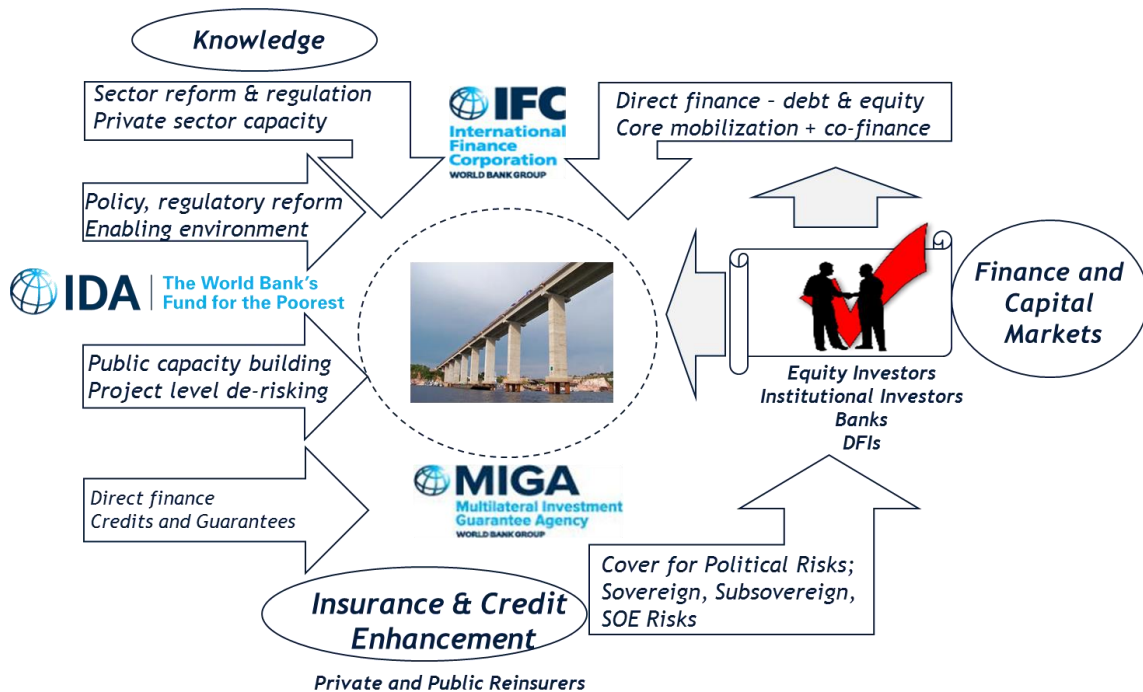 Knowledge
Sector reform & regulation
Private sector capacity
IFC
International
Finance
Corporation
WORLD BANK GROUP
Direct finance – debt & equity
Core mobilization + co-finance
Policy, regulatory reform
Enabling environment
IDA
The World Bank's
Fund for the Poorest
Finance and
Capital
Markets
Public capacity building
Project level de-risking
Equity Investors
Institutional Investors
Banks
DFIs
MIGA
Multilateral Investment
Guarantee Agency
WORLD BANK GROUP
Direct finance
Credits and Guarantees
Cover for Political Risks;
Sovereign, Subsovereign,
SOE Risks
Insurance & Credit
Enhancement
Private and Public Reinsurers